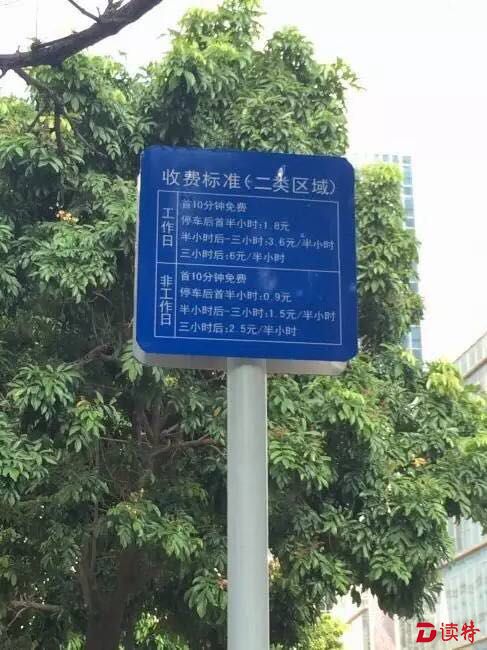 收费标准(二类区域)
工作日
首10分钟免费
停车后首半小时:1.8元
半小时后-三小时:3.6元/半小时
三小时后:6元/半小时
非工作日
首10分钟免费
停车后首半小时:0.9元
半小时后-三小时:1.5元/半小时
三小时后:2.5元/半小时
读特